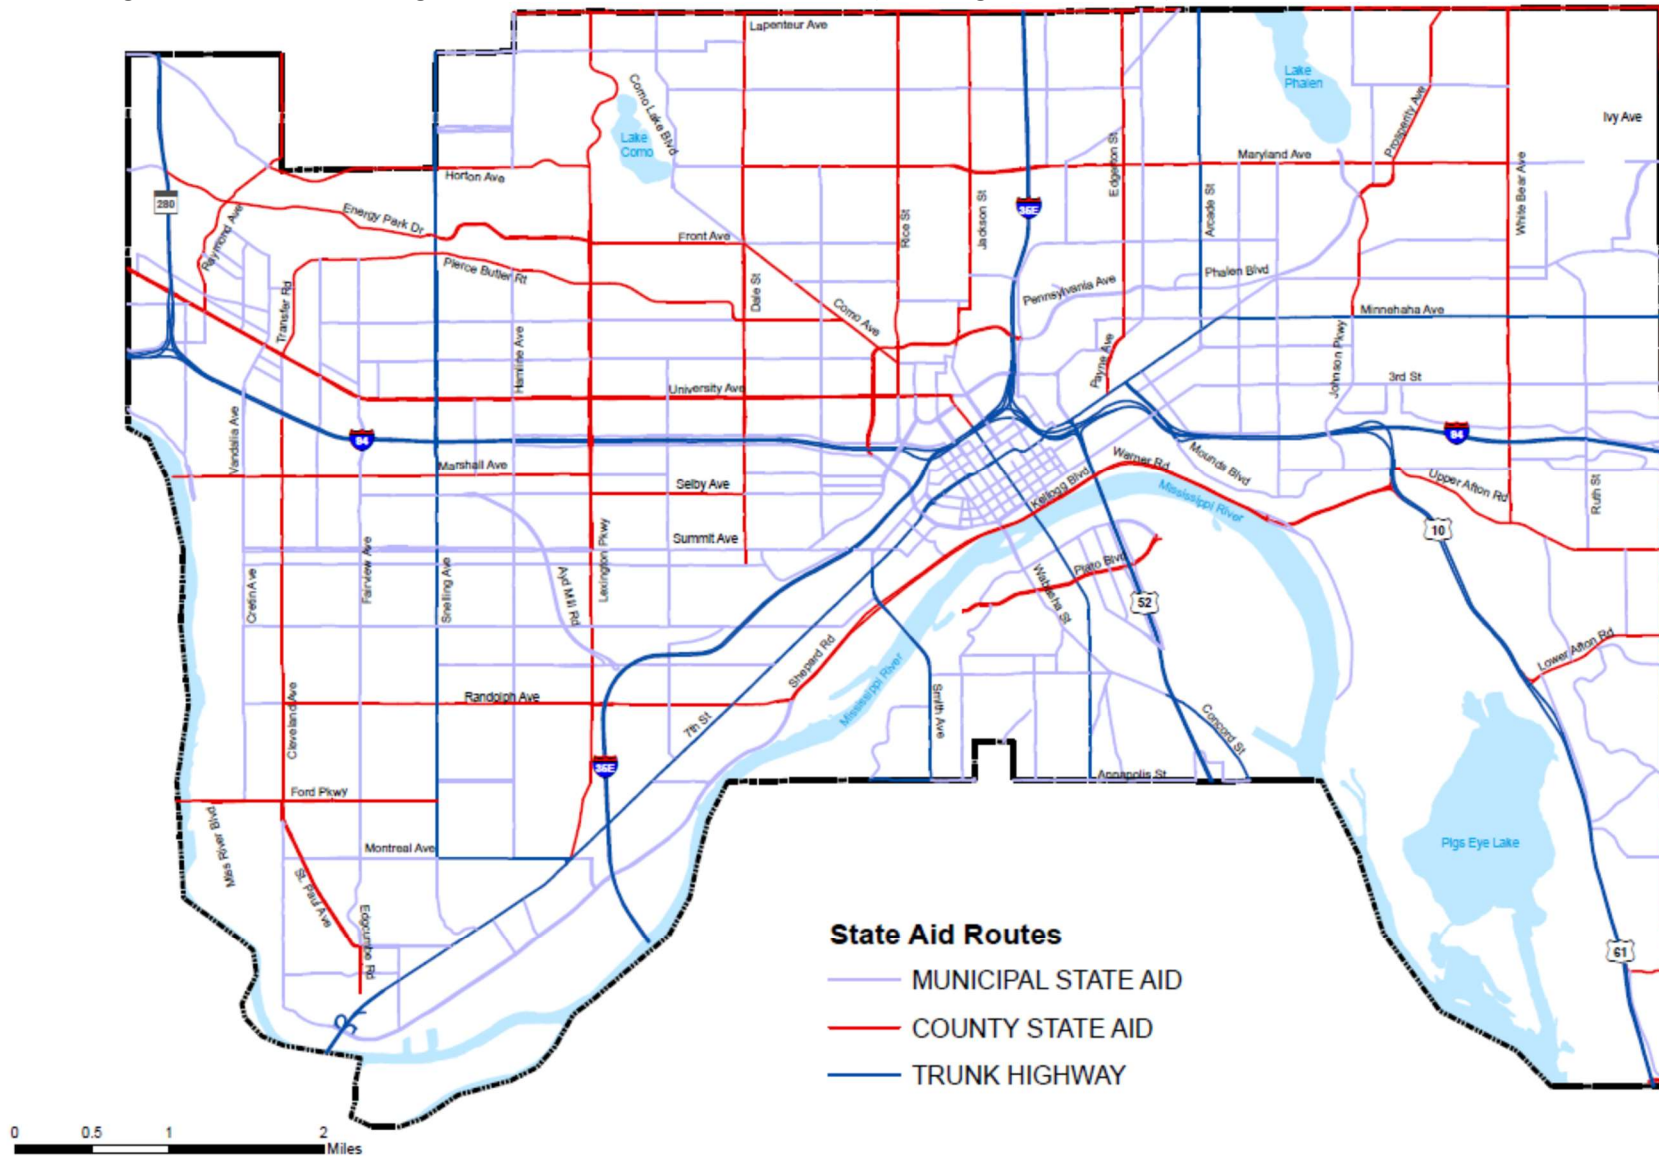 Lapenteur Ave
Como Lake Blvd
Lake
Phalen
Prosperity Ave
Ivy Ave
Lake
Como
Edgerton St
Maryland Ave
White Bear Ave
Horton Ave
280
Raymond Ave
Energy Park Dr
Front Ave
Rice St
Jackson St
35E
Arcade St
Pierce Butler Rt
Dale St
Pennsylvania Ave
Phalen Blvd
Transfer Rd
Como Ave
Minnehaha Ave
Hamline Ave
Payne Ave
Johnson Pkwy
University Ave
3rd St
Vandalia Ave
94
94
Marshall Ave
Selby Ave
Kellogg Blvd
Warner Rd
Mounds Blvd
Upper Afton Rd
Ruth St
Mississippi River
Summit Ave
10
Cretin Ave
Fairview Ave
Snelling Ave
Ayd Mill Rd
Lexington Pkwy
Plato Blvd
Wabasha St
52
Shepard Rd
Mississippi River
Lower Afton Rd
Cleveland Ave
Randolph Ave
7th St
Smith Ave
Concord St
35E
Annapolis St
Ford Pkwy
Miss River Blvd
Montreal Ave
Pigs Eye Lake
St. Paul Ave
Edgcumbe Rd
61
State Aid Routes
MUNICIPAL STATE AID
COUNTY STATE AID
TRUNK HIGHWAY
0 0.5 1 2
Miles